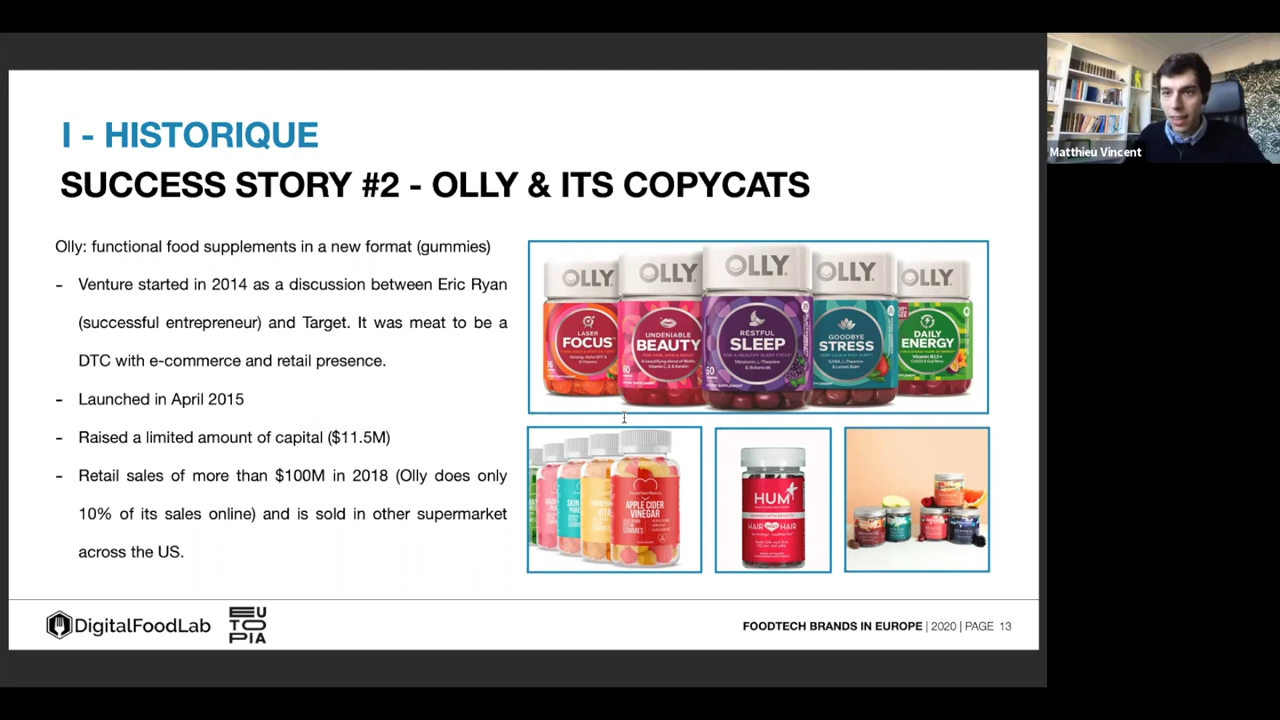 Matthieu Vincent
I - HISTORIQUE
SUCCESS STORY #2 - OLLY & ITS COPYCATS
Olly: functional food supplements in a new format (gummies)
- Venture started in 2014 as a discussion between Eric Ryan
(successful entrepreneur) and Target. It was meat to be a
DTC with e-commerce and retail presence.
- Launched in April 2015
- Raised a limited amount of capital ($11.5M)
- Retail sales of more than $100M in 2018 (Olly does only
10% of its sales online) and is sold in other supermarket
across the US.
OLLY OLLY OLLY OLLY OLLY
LASER
FOCUS
UNDENIABLE
BEAUTY
RESTFUL
SLEEP
GOODBYE
STRESS
DAILY
ENERGY
APPLE CIDER
VINEGAR
GUMMIES
HUM
HAIR HAIR
DigitalFoodLab
EUTOPIA
FOODTECH BRANDS IN EUROPE | 2020 | PAGE 13